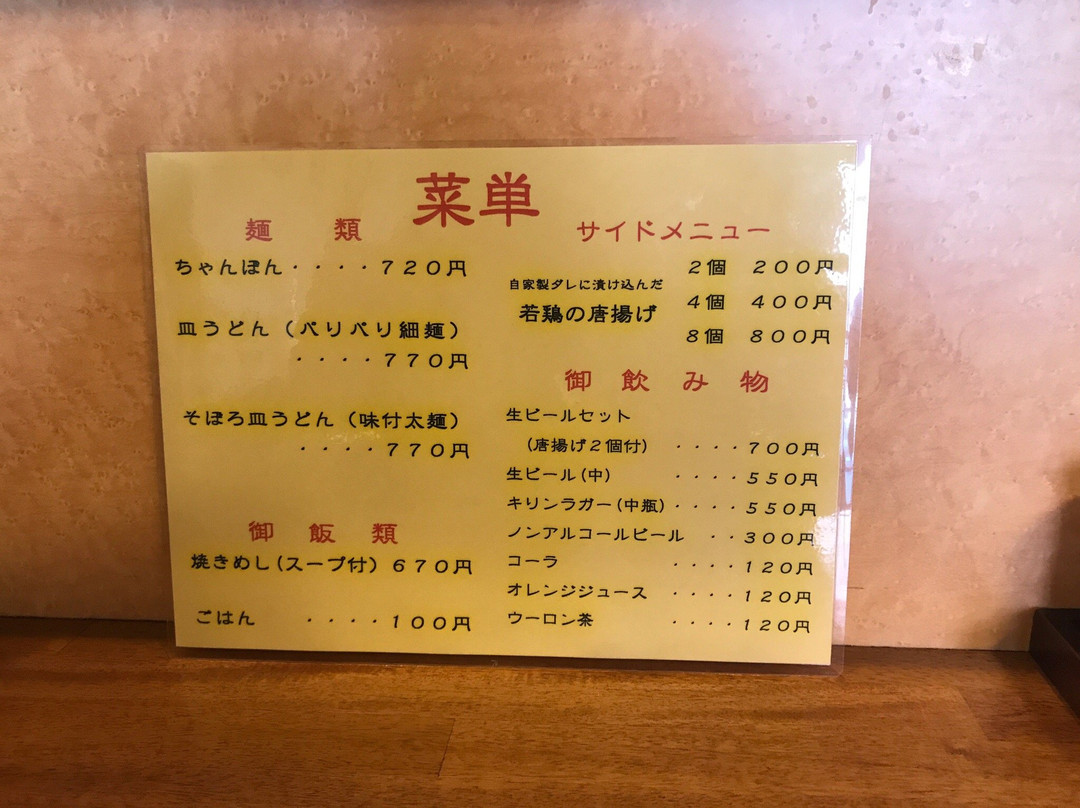 菜単
麺類
ちゃんぽん・・・・720円
皿うどん（パリパリ細麺）
・・・・770円
そぼろ皿うどん（味付太麺）
・・・・770円
御飯類
焼きめし（スープ付）670円
ごはん ・・・・100円
サイドメニュー
自家製ダレに漬け込んだ
若鶏の唐揚げ
2個 200円
4個 400円
8個 800円
御飲み物
生ビールセット
（唐揚げ2個付） ・・・・700円
生ビール（中） ・・・・550円
キリンラガー（中瓶）・・・・550円
ノンアルコールビール ・・300円
コーラ ・・・・120円
オレンジジュース ・・・・120円
ウーロン茶 ・・・・120円